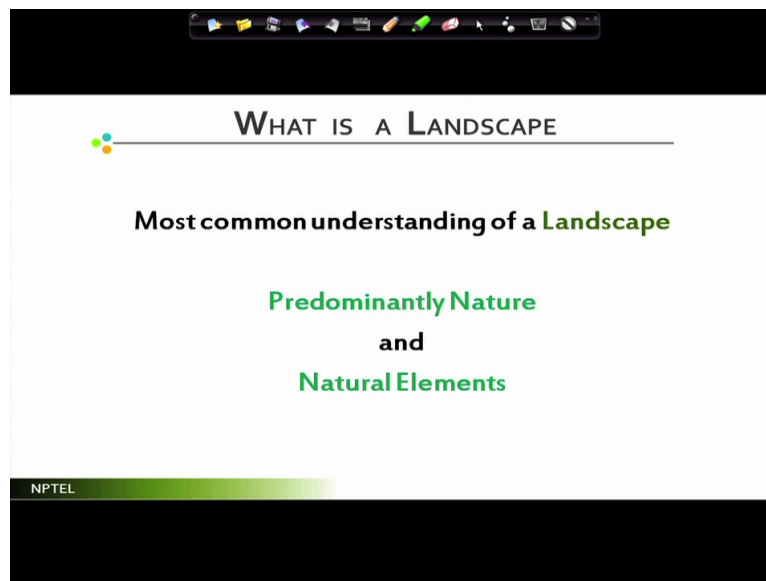 WHAT IS A LANDSCAPE
Most common understanding of a Landscape
Predominantly Nature
and
Natural Elements
NPTEL